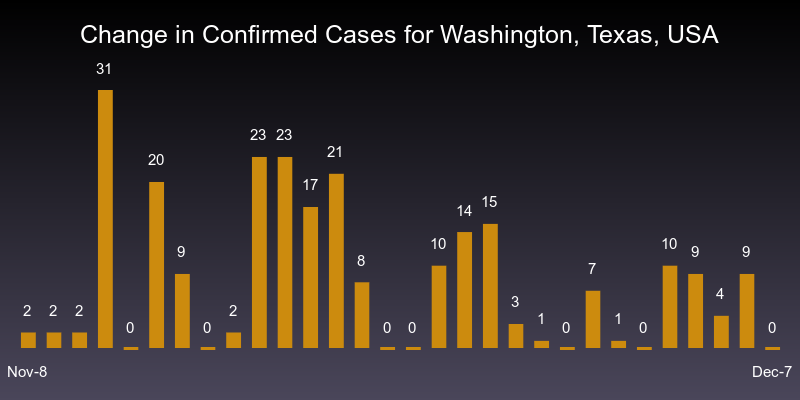 Change in Confirmed Cases for Washington, Texas, USA
2 2 2 31 0 20 9 0 2 23 23 17 21 8 0 0 10 14 15 3 1 0 7 1 0 10 9 4 9 0
Nov-8 Dec-7